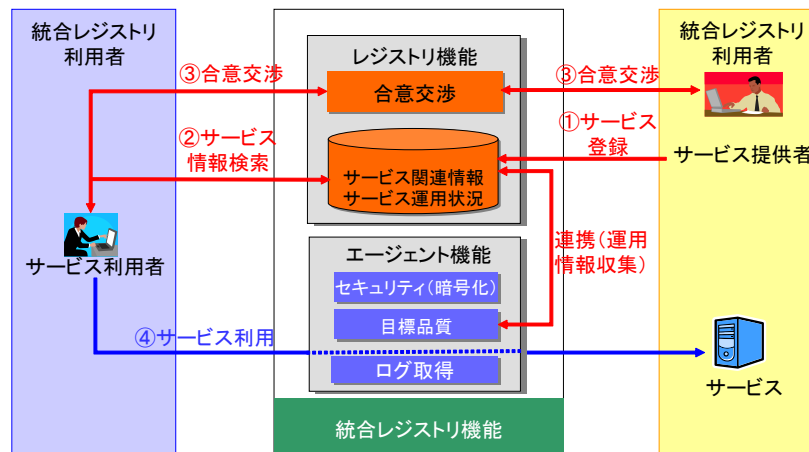 統合レジストリ
利用者
③合意交渉
②サービス
情報検索
サービス利用者
④サービス利用
レジストリ機能
合意交渉
サービス関連情報
サービス運用状況
エージェント機能
セキュリティ(暗号化)
目標品質
ログ取得
統合レジストリ機能
統合レジストリ
利用者
③合意交渉
①サービス
登録
サービス提供者
連携(運用
情報収集)
サービス